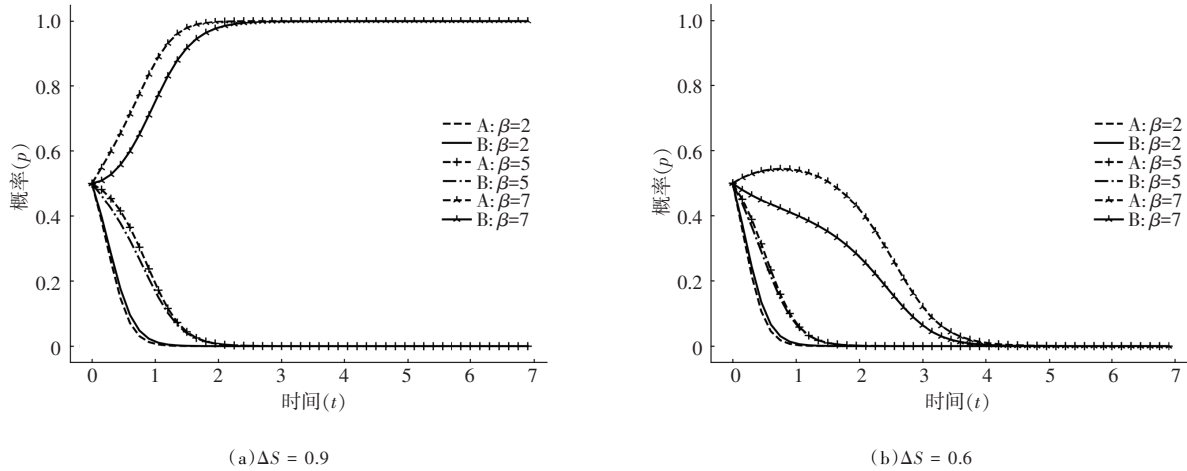 1.0
0.8
0.6
0.4
0.2
0
概率(p)
0 1 2 3 4 5 6 7
时间(t)
A: β=2
B: β=2
A: β=5
B: β=5
A: β=7
B: β=7
(a)ΔS = 0.9
1.0
0.8
0.6
0.4
0.2
0
概率(p)
0 1 2 3 4 5 6 7
时间(t)
A: β=2
B: β=2
A: β=5
B: β=5
A: β=7
B: β=7
(b)ΔS = 0.6